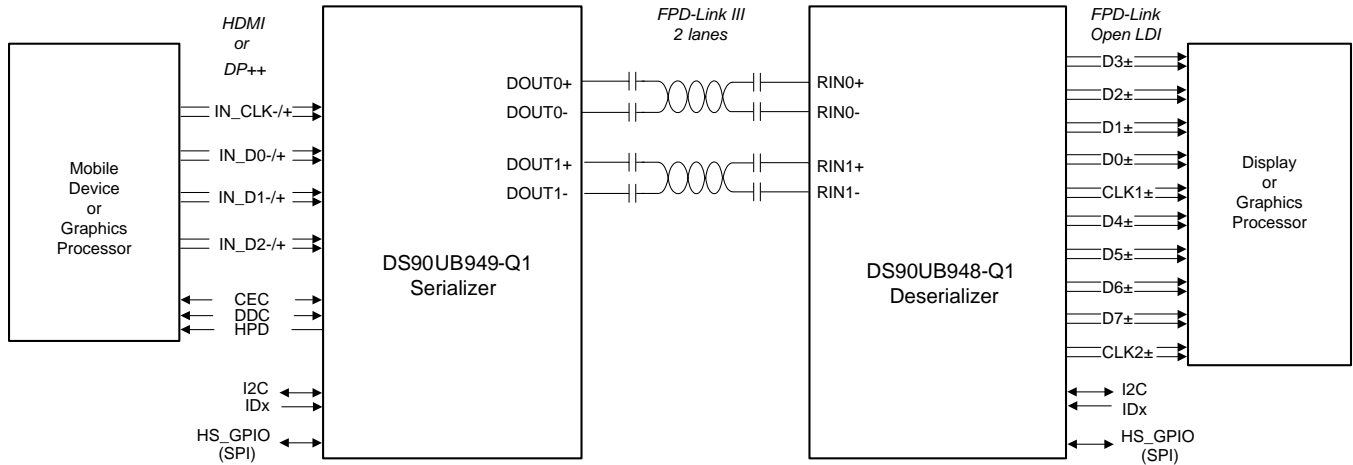 HDMI
or
DP++
FPD-Link III
2 lanes
FPD-Link
Open LDI
Mobile
Device
or
Graphics
Processor
IN_CLK-/+
IN_D0-/+
IN_D1-/+
IN_D2-/+
CEC
DDC
HPD
I2C
IDx
HS_GPIO
(SPI)
DS90UB949-Q1
Serializer
DOUT0+
DOUT0-
DOUT1+
DOUT1-
RIN0+
RIN0-
RIN1+
RIN1-
DS90UB948-Q1
Deserializer
D3±
D2±
D1±
D0±
CLK1±
D4±
D5±
D6±
D7±
CLK2±
I2C
IDx
HS_GPIO
(SPI)
Display
or
Graphics
Processor